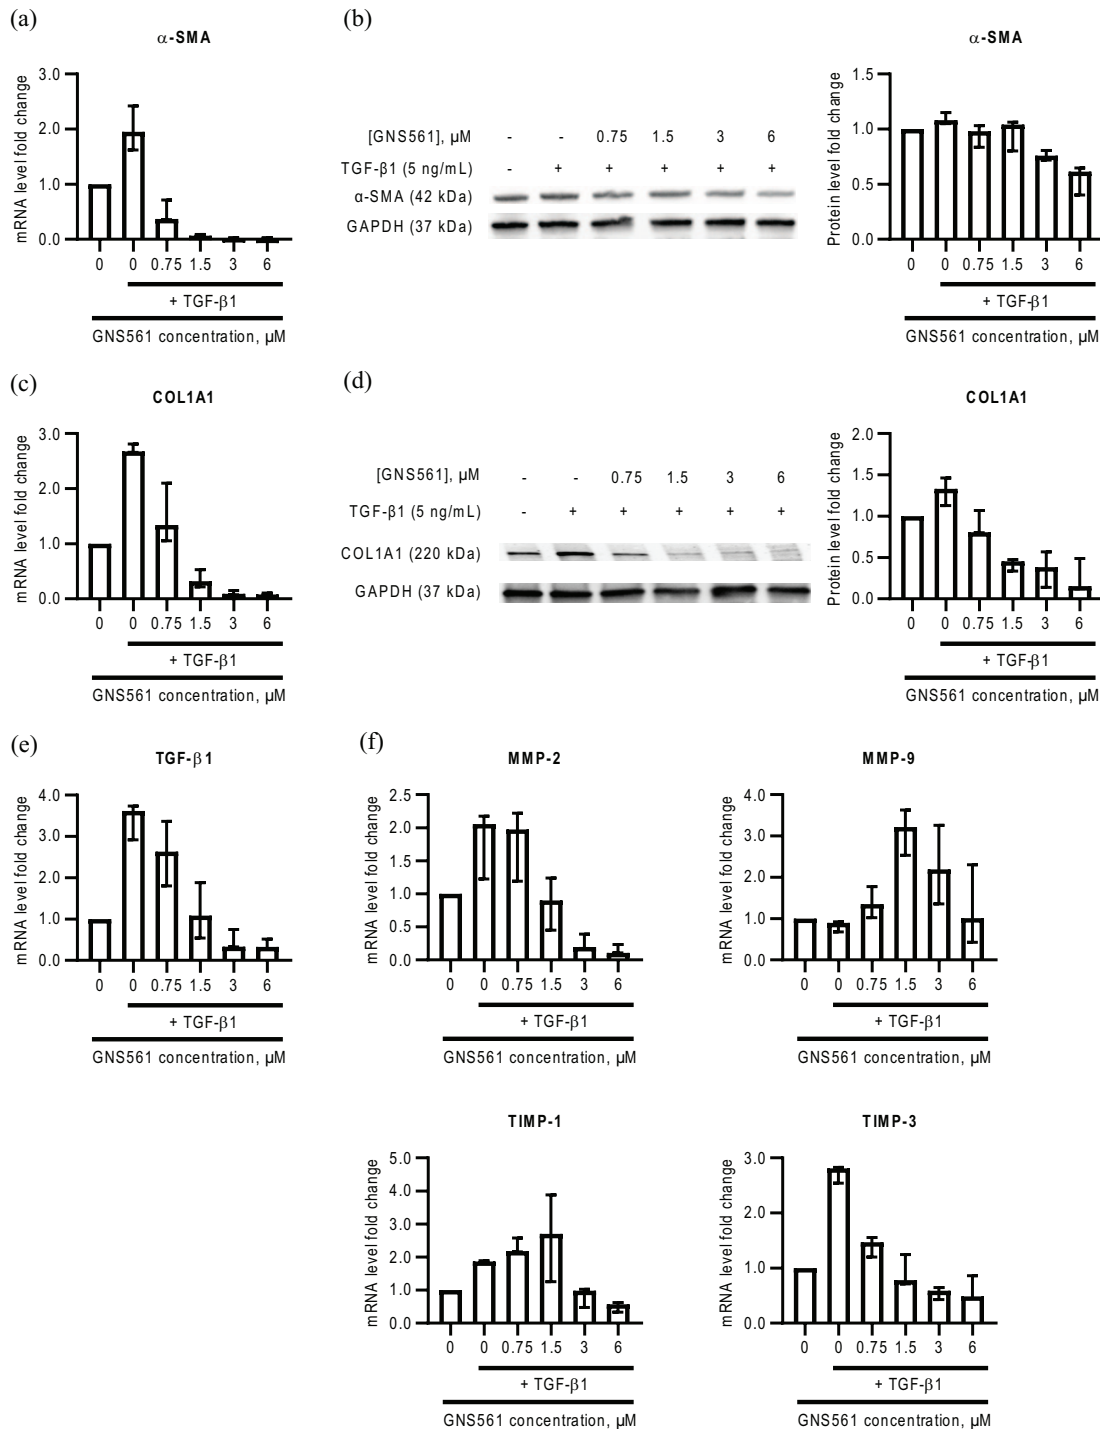 (a)
α-SMA
mRNA level fold change
3.0
2.0
1.0
0.0
0 0 0.75 1.5 3 6
+ TGF-β1
GNS561 concentration, µM
(b)
[GNS561], µM - - 0.75 1.5 3 6
TGF-β1 (5 ng/mL) - + + + + +
α-SMA (42 kDa)
GAPDH (37 kDa)
α-SMA
Protein level fold change
1.5
1.0
0.5
0.0
0 0 0.75 1.5 3 6
+ TGF-β1
GNS561 concentration, µM
(c)
COL1A1
mRNA level fold change
3.0
2.0
1.0
0.0
0 0 0.75 1.5 3 6
+ TGF-β1
GNS561 concentration, µM
(d)
[GNS561], µM - - 0.75 1.5 3 6
TGF-β1 (5 ng/mL) - + + + + +
COL1A1 (220 kDa)
GAPDH (37 kDa)
COL1A1
Protein level fold change
2.0
1.5
1.0
0.5
0.0
0 0 0.75 1.5 3 6
+ TGF-β1
GNS561 concentration, µM
(e)
TGF-β1
mRNA level fold change
4.0
3.0
2.0
1.0
0.0
0 0 0.75 1.5 3 6
+ TGF-β1
GNS561 concentration, µM
(f)
MMP-2
mRNA level fold change
2.5
2.0
1.5
1.0
0.5
0.0
0 0 0.75 1.5 3 6
+ TGF-β1
GNS561 concentration, µM
MMP-9
mRNA level fold change
4.0
3.0
2.0
1.0
0.0
0 0 0.75 1.5 3 6
+ TGF-β1
GNS561 concentration, µM
TIMP-1
mRNA level fold change
5.0
4.0
3.0
2.0
1.0
0.0
0 0 0.75 1.5 3 6
+ TGF-β1
GNS561 concentration, µM
TIMP-3
mRNA level fold change
3.0
2.0
1.0
0.0
0 0 0.75 1.5 3 6
+ TGF-β1
GNS561 concentration, µM